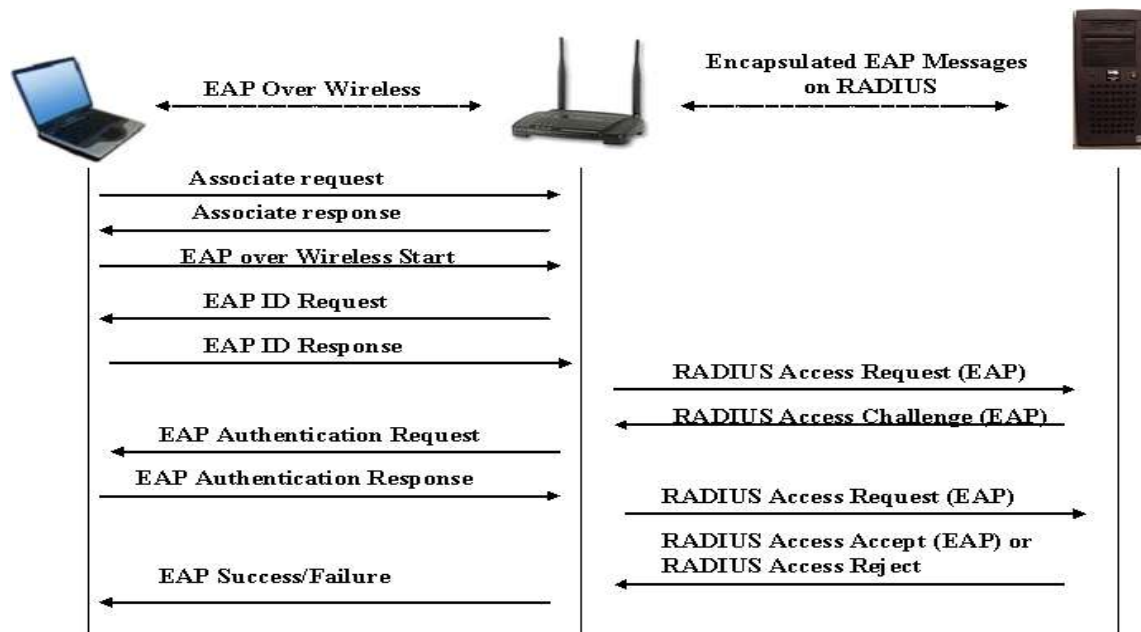 EAP Over Wireless
Encapsulated EAP Messages
on RADIUS
Associate request
Associate response
EAP over Wireless Start
EAP ID Request
EAP ID Response
RADIUS Access Request (EAP)
RADIUS Access Challenge (EAP)
EAP Authentication Request
EAP Authentication Response
RADIUS Access Request (EAP)
RADIUS Access Accept (EAP) or
RADIUS Access Reject
EAP Success/Failure